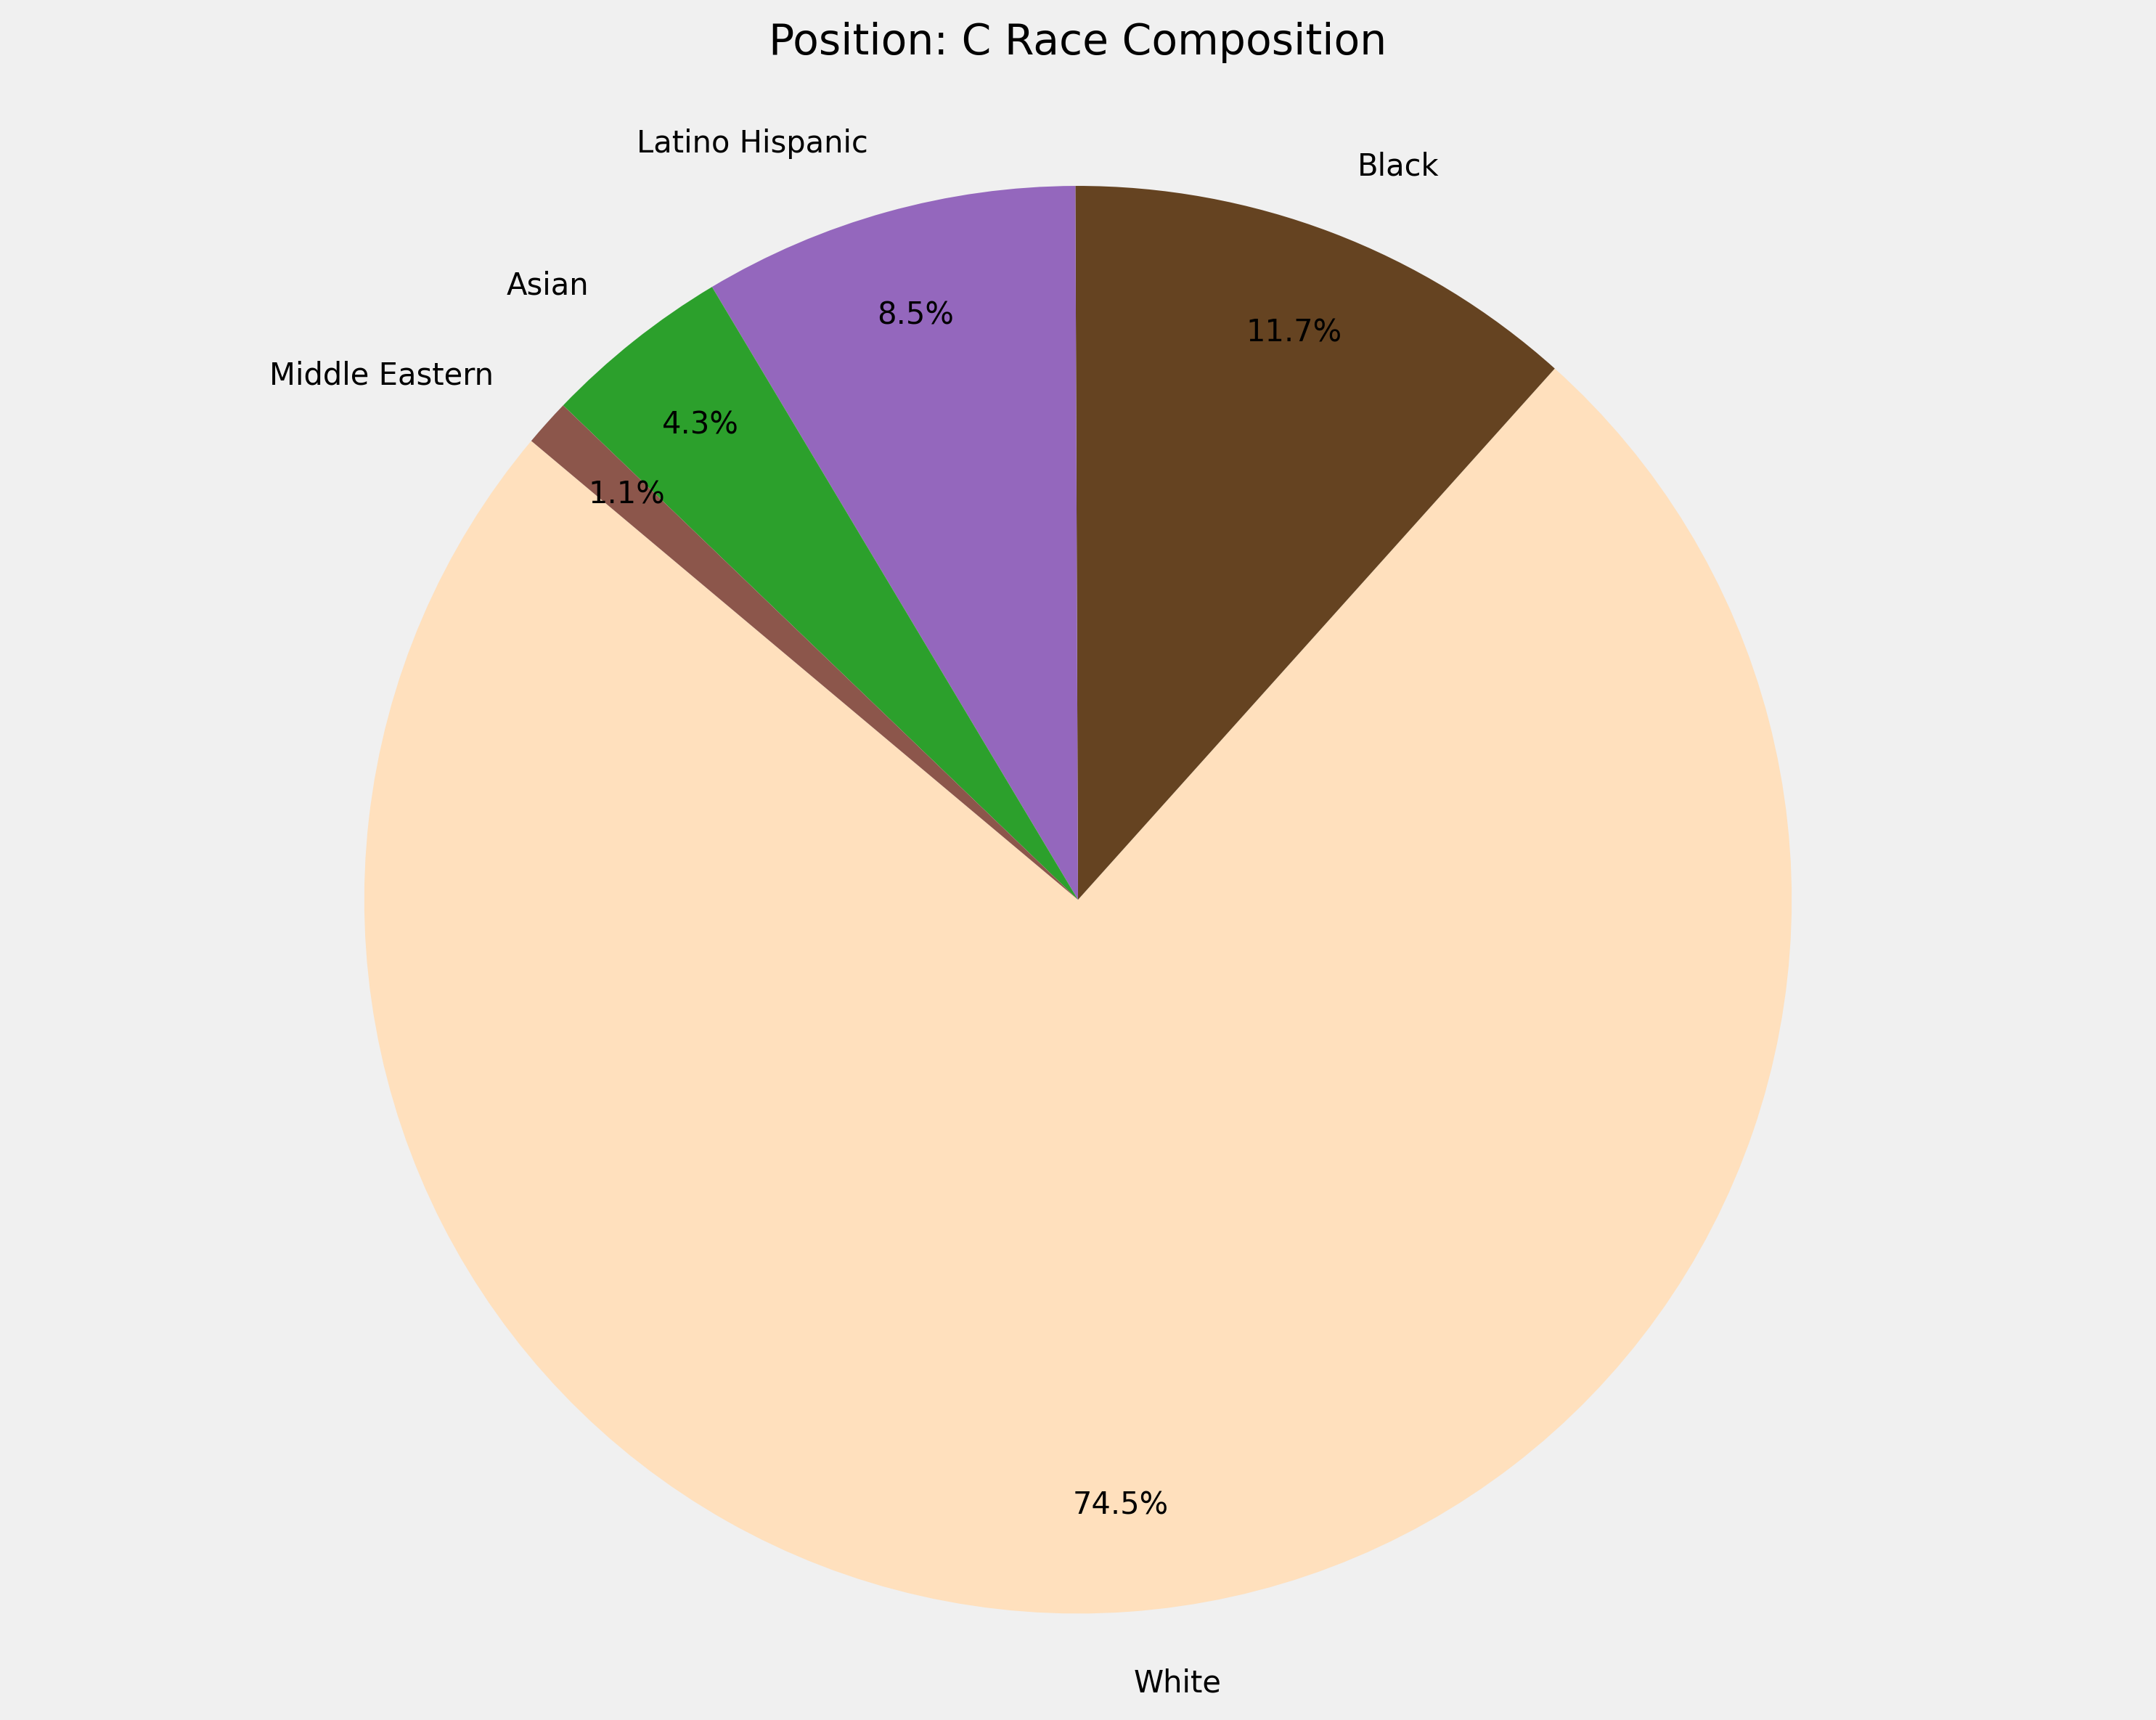 Position: C Race Composition
Latino Hispanic
Black
Asian
8.5%
11.7%
Middle Eastern
4.3%
1.1%
74.5%
White